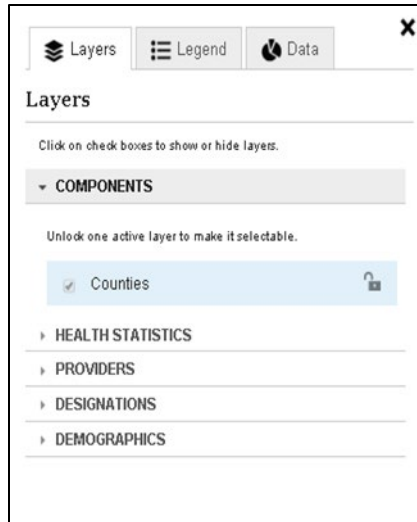 Layers Legend Data
Layers
Click on check boxes to show or hide layers.
COMPONENTS
Unlock one active layer to make it selectable.
Counties
HEALTH STATISTICS
PROVIDERS
DESIGNATIONS
DEMOGRAPHICS